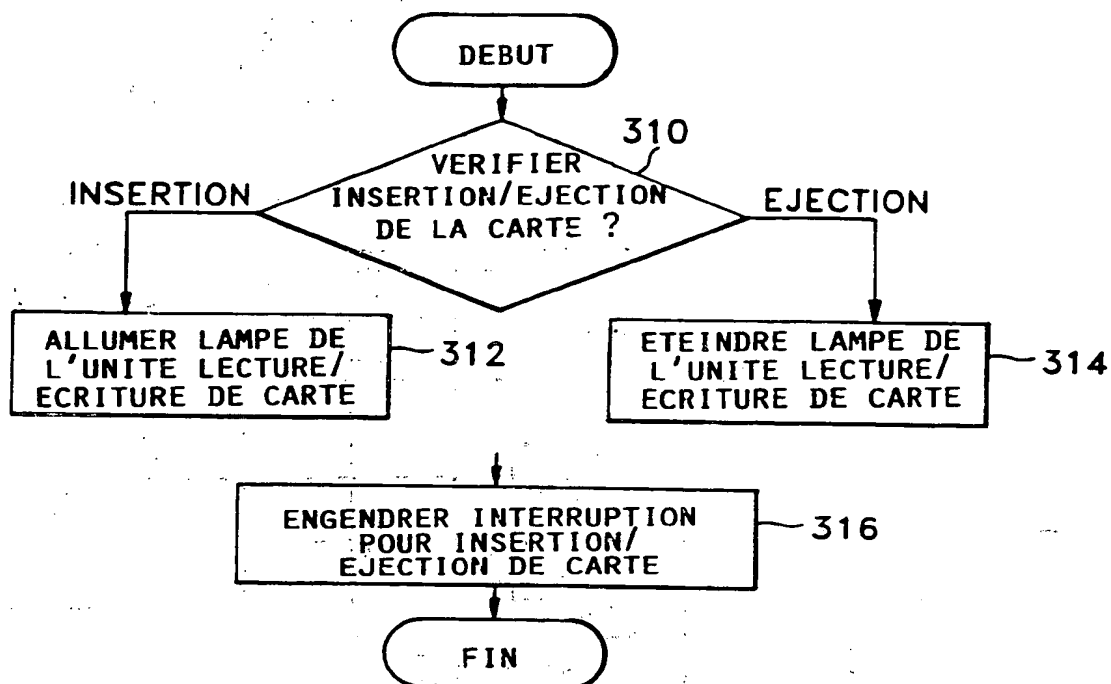 DEBUT
310
VERIFIER
INSERTION/EJECTION
DE LA CARTE ?
INSERTION
EJECTION
ALLUMER LAMPE DE
L'UNITE LECTURE/
ECRITURE DE CARTE
312
ETEINDRE LAMPE DE
L'UNITE LECTURE/
ECRITURE DE CARTE
314
ENGENDRER INTERRUPTION
POUR INSERTION/
EJECTION DE CARTE
316
FIN